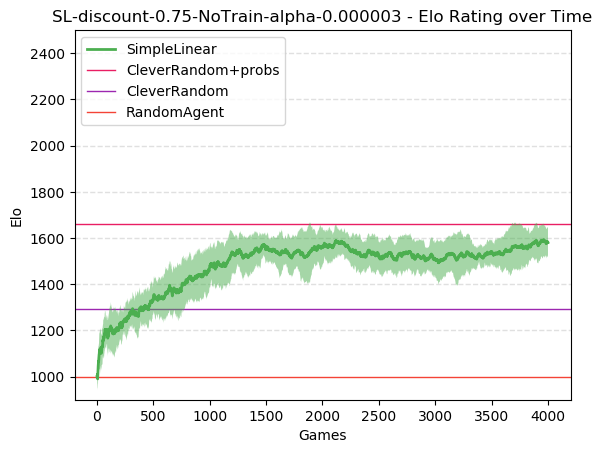 SL-discount-0.75-NoTrain-alpha-0.000003 - Elo Rating over Time
SimpleLinear
CleverRandom+probs
CleverRandom
RandomAgent
Elo
2400
2200
2000
1800
1600
1400
1200
1000
0 500 1000 1500 2000 2500 3000 3500 4000
Games